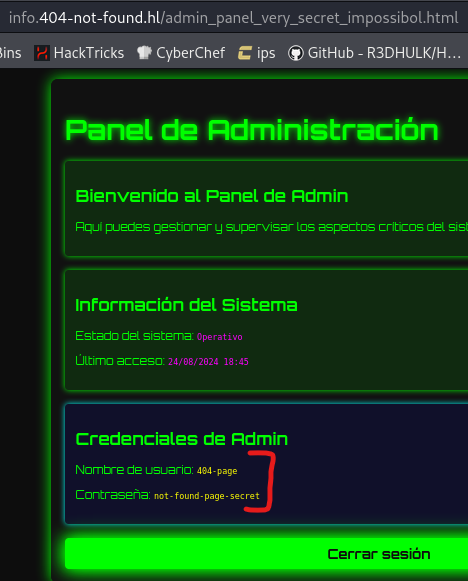 info.404-not-found.hl/admin_panel_very_secret_impossibol.html
Bins HackTricks CyberChef ips GitHub - R3DHULK/H...
Panel de Administración
Bienvenido al Panel de Admin
Aquí puedes gestionar y supervisar los aspectos críticos del sist
Información del Sistema
Estado del sistema: Operativo
Último acceso: 24/08/2024 18:45
Credenciales de Admin
Nombre de usuario: 404-page
Contraseña: not-found-page-secret
Cerrar sesión